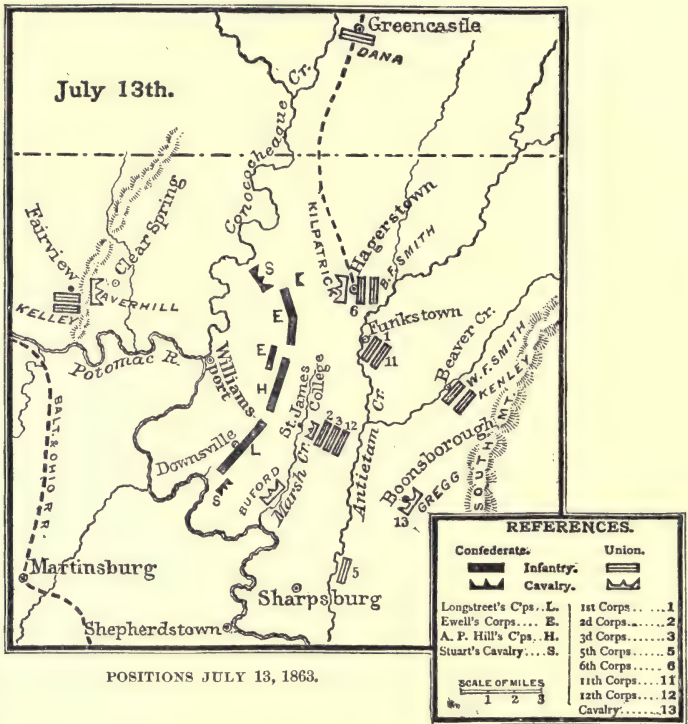 Greencastle
DANA
July 13th.
Conococheague Cr.
Fairview
Clear Spring
KILPATRICK
Hagerstown
B.F. SMITH
S
6
KELLEY
AVERHILL
E
Funkstown
1
11
Beaver Cr.
W.F. SMITH
KENLEY
Potomac R.
Williams
port
E
H
St. James
College
2 3 12
BALT. & OHIO R R.
Downsville
L
S
BUFORD
Marsh Cr.
Antietam Cr.
Boonsborough
GREGG
13
SOUTH MT.
Martinsburg
5
Sharpsburg
Shepherdstown
REFERENCES.
Confederate. Union.
Infantry.
Cavalry.
Longstreet's C'ps..L.
Ewell's Corps.... E.
A. P. Hill's C'ps..H.
Stuart's Cavalry...S.
1st Corps.....1
2d Corps.....2
3d Corps.....3
5th Corps.....5
6th Corps.....6
11th Corps....11
12th Corps....12
Cavalry......13
SCALE OF MILES
1 2 3
POSITIONS JULY 13, 1863.